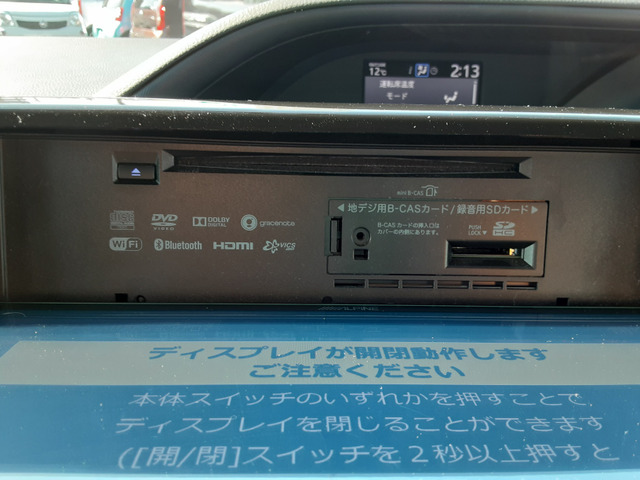 12℃
2:13
運転席温度
モード
mini B-CAS
◀ 地デジ用B-CASカード/録音用SDカード ▶
B-CAS カードの挿入口は
カバーの内側にあります。
PUSH
LOCK ▼
SD HC
DVD VIDEO
DOLBY DIGITAL
gracenote
Wi Fi
Bluetooth
HDMI
VICS
ALPINE
ディスプレイが開閉動作します
ご注意ください
本体スイッチのいずれかを押すことで、
ディスプレイを閉じることができます
([開/閉]スイッチを2秒以上押すと